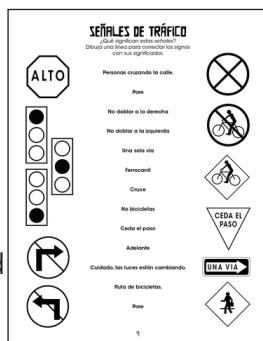 SEÑALES DE TRÁFICO
¿Qué significan estas señales?
Dibuja una línea para conectar los signos
con sus significados.
ALTO
Personas cruzando la calle.
Pare
No doblar a la derecha
No doblar a la izquierda
Una sola vía
Ferrocarril
Cruce
No bicicletas
Ceda el paso
Adelante
Cuidado, las luces están cambiando.
Ruta de bicicletas.
Pare
CEDA EL
PASO
UNA VIA
9